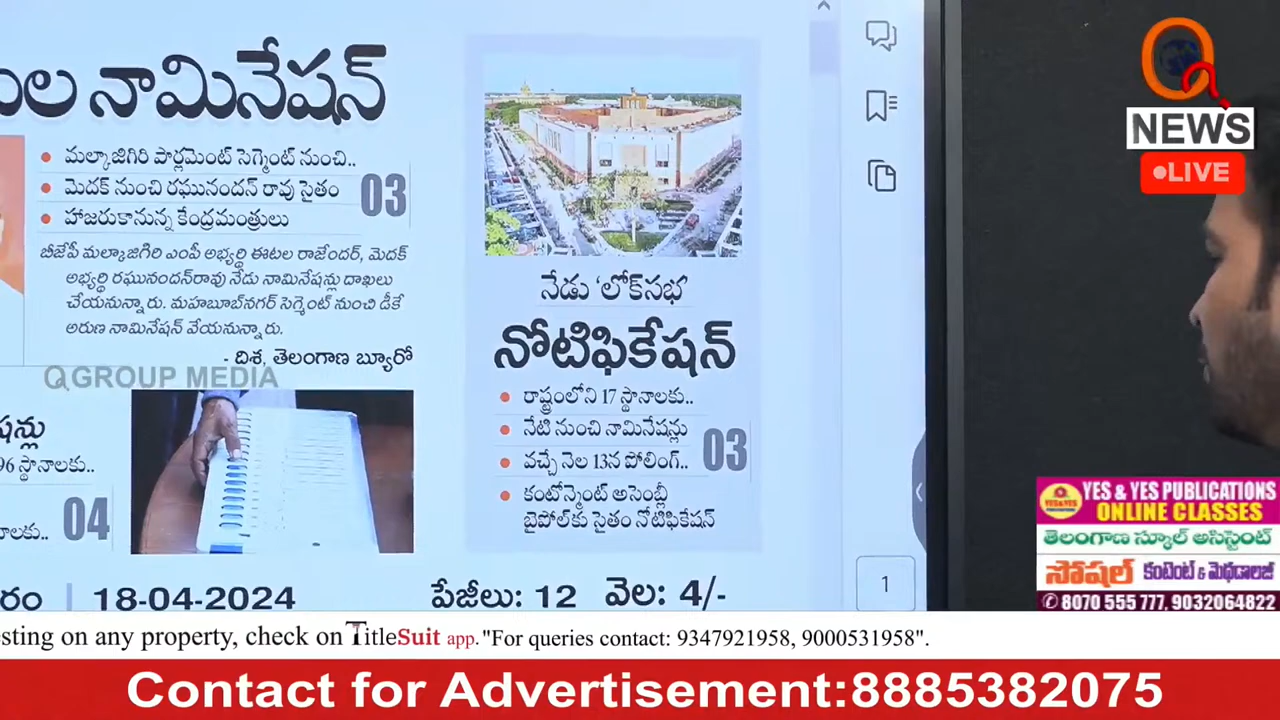 ల నామినేషన్
• మల్కాజిగిరి పార్లమెంట్ సెగ్మెంట్ నుంచి..
• మెదక్ నుంచి రఘునందన్ రావు సైతం
• హాజరుకానున్న కేంద్రమంత్రులు
03
బీజేపీ మల్కాజిగిరి ఎంపీ అభ్యర్థి ఈటల రాజేందర్, మెదక్
అభ్యర్థి రఘునందన్‌రావు నేడు నామినేషన్లు దాఖలు
చేయనున్నారు. మహబూబ్‌నగర్ సెగ్మెంట్ నుంచి డీకే
అరుణ నామినేషన్ వేయనున్నారు.
- దిశ, తెలంగాణ బ్యూరో
GROUP MEDIA
96 స్థానాలకు..
04
నేడు ‘లోక్‌సభ’
నోటిఫికేషన్
• రాష్ట్రంలోని 17 స్థానాలకు..
• నేటి నుంచి నామినేషన్లు
• వచ్చే నెల 13న పోలింగ్..
03
• కంటోన్మెంట్ అసెంబ్లీ
బైపోల్‌కు సైతం నోటిఫికేషన్
18-04-2024
పేజీలు: 12 వెల: 4/-
1
NEWS
LIVE
YES & YES PUBLICATIONS
ONLINE CLASSES
తెలంగాణ స్కూల్ అసిస్టెంట్
సోషల్ కంటెంట్ & మెథడాలజీ
8070 555 777, 9032064822
esting on any property, check on TitleSuit app. "For queries contact: 9347921958, 9000531958".
Contact for Advertisement:8885382075